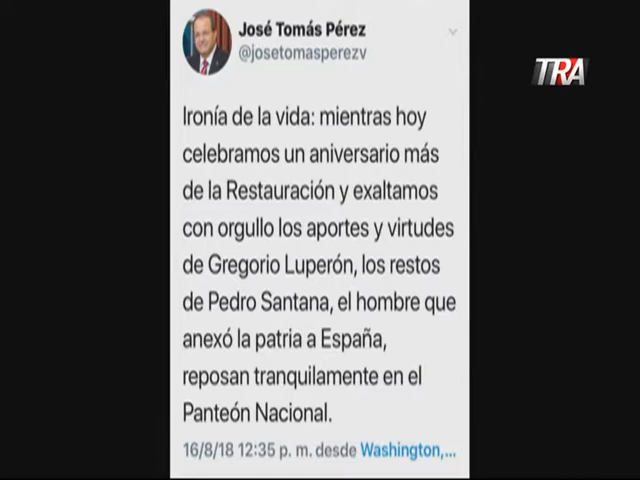 José Tomás Pérez
@josetomasperezv
TRA
Ironía de la vida: mientras hoy
celebramos un aniversario más
de la Restauración y exaltamos
con orgullo los aportes y virtudes
de Gregorio Luperón, los restos
de Pedro Santana, el hombre que
anexó la patria a España,
reposan tranquilamente en el
Panteón Nacional.
16/8/18 12:35 p. m. desde Washington,...